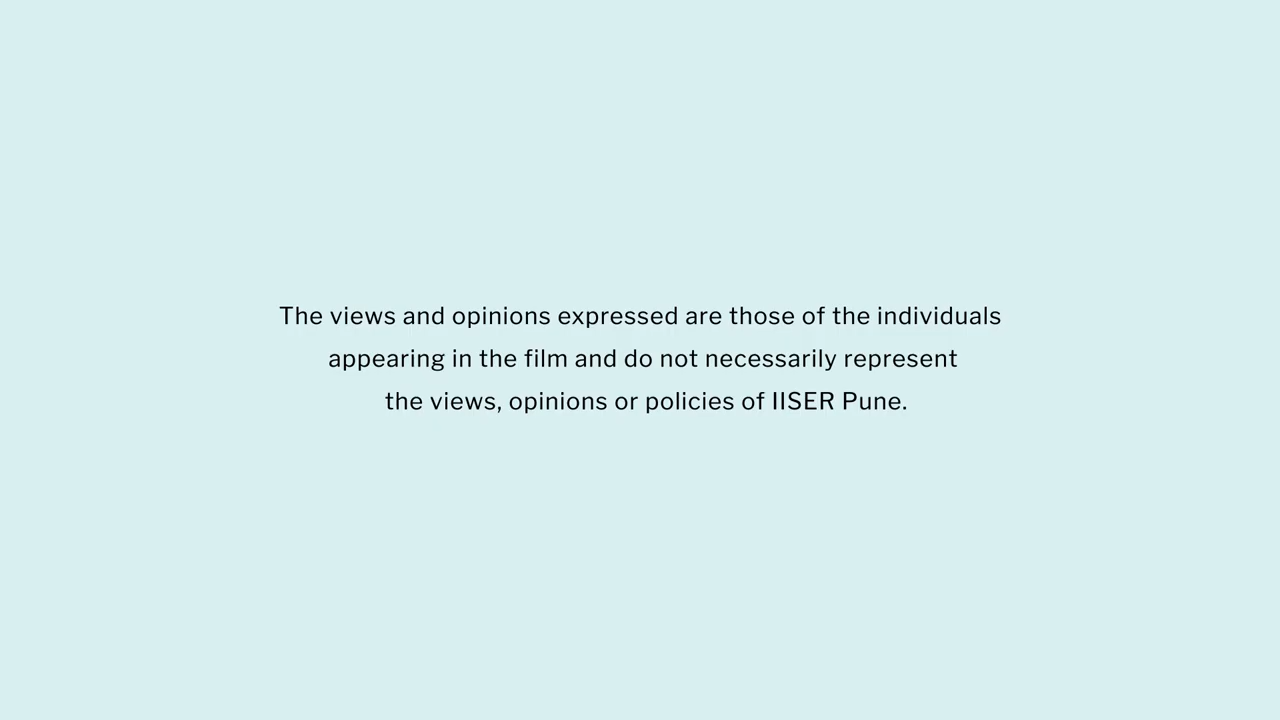 The views and opinions expressed are those of the individuals
appearing in the film and do not necessarily represent
the views, opinions or policies of IISER Pune.